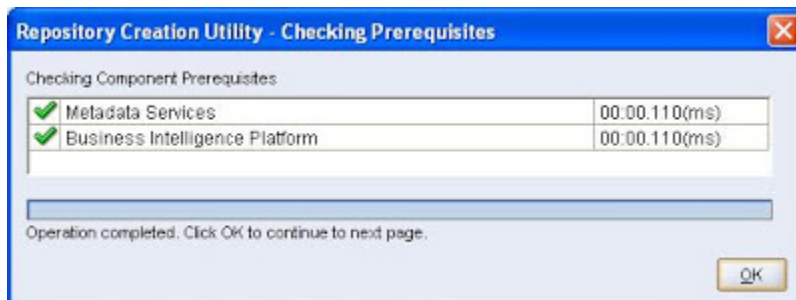 Repository Creation Utility - Checking Prerequisites
Checking Component Prerequisites
Metadata Services 00:00.110(ms)
Business Intelligence Platform 00:00.110(ms)
Operation completed. Click OK to continue to next page.
OK